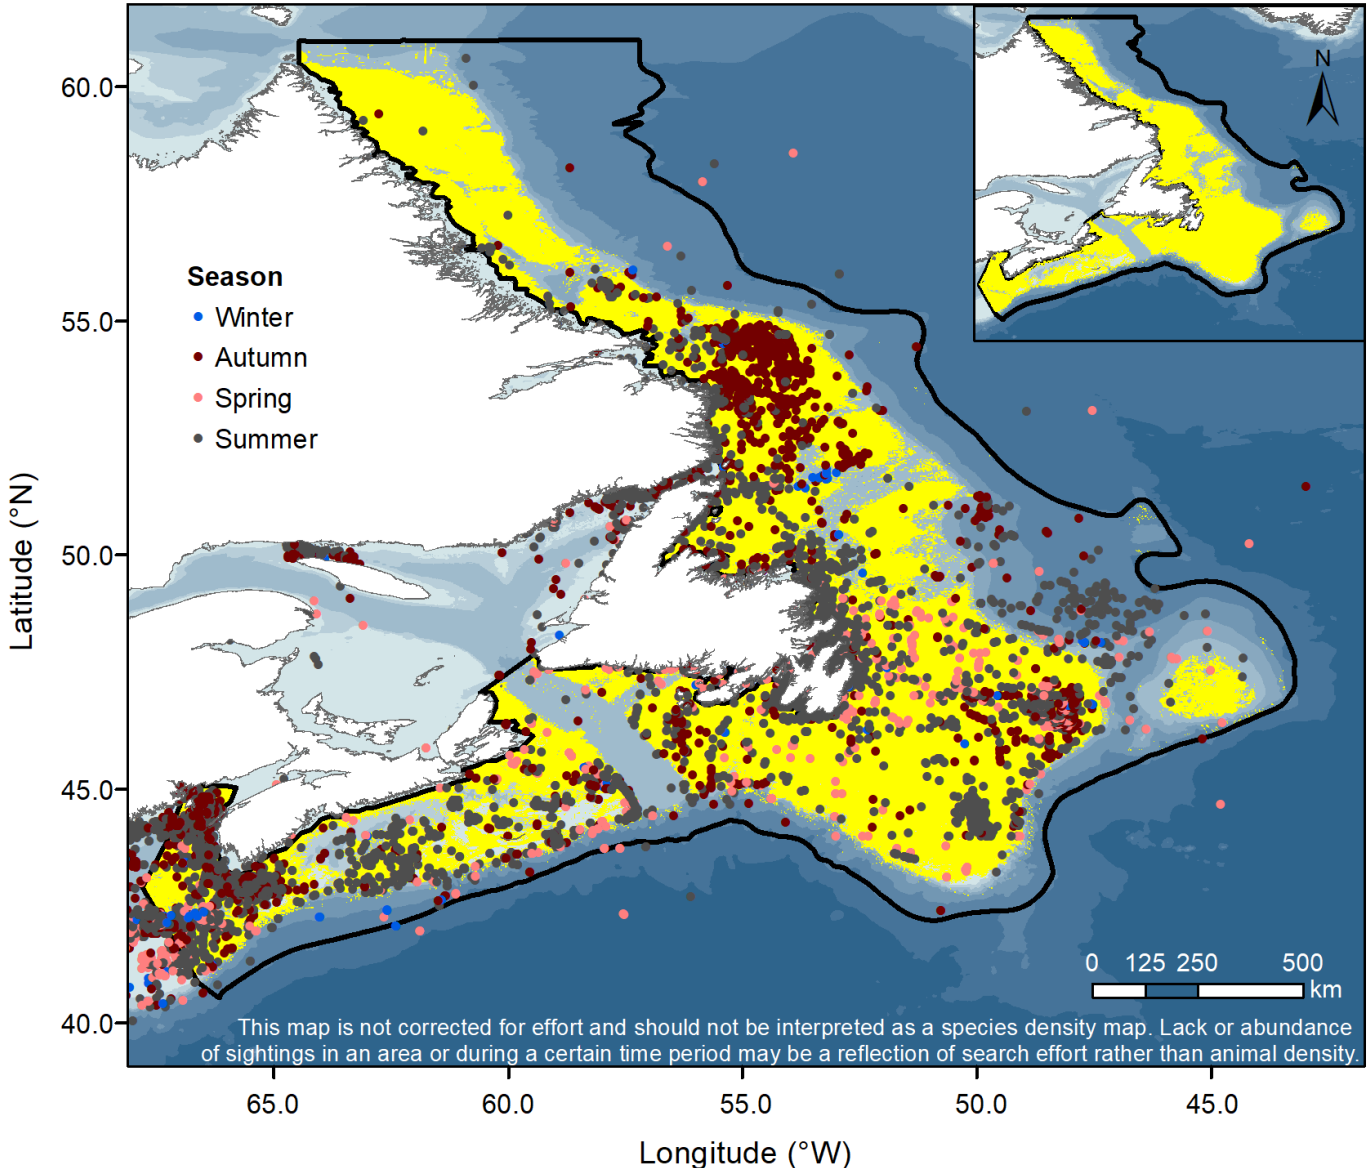 N
60.0
55.0
50.0
45.0
40.0
Latitude (°N)
Season
Winter
Autumn
Spring
Summer
0 125 250 500
km
This map is not corrected for effort and should not be interpreted as a species density map. Lack or abundance
of sightings in an area or during a certain time period may be a reflection of search effort rather than animal density.
65.0 60.0 55.0 50.0 45.0
Longitude (°W)